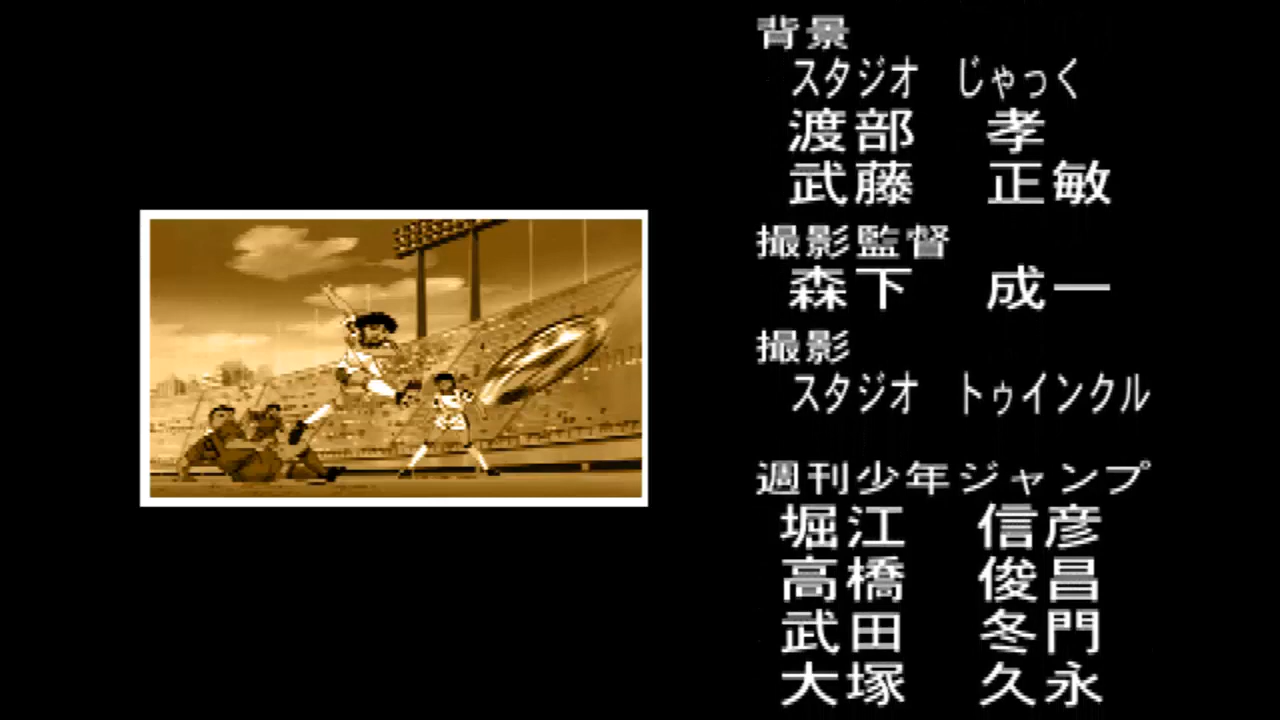 背景
スタジオ じゃっく
渡部 孝
武藤 正敏
撮影監督
森下 成一
撮影
スタジオ トゥインクル
週刊少年ジャンプ
堀江 信彦
高橋 俊昌
武田 冬門
大塚 久永